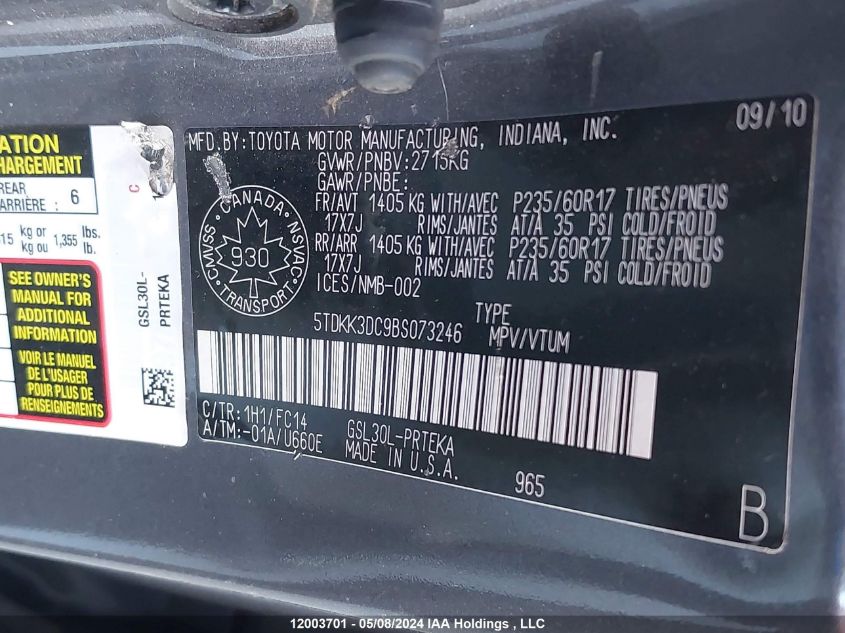 09/10
MFD.BY:TOYOTA MOTOR MANUFACTURING, INDIANA, INC.
GVWR/PNBV:2715KG
GAWR/PNBE:
FR/AVT 1405 KG WITH/AVEC P235/60R17 TIRES/PNEUS
17X7J RIMS/JANTES AT/A 35 PSI COLD/FROID
RR/ARR 1405 KG WITH/AVEC P235/60R17 TIRES/PNEUS
17X7J RIMS/JANTES AT/A 35 PSI COLD/FROID
ICES/NMB-002
CANADA
CMVSS NSVAC
930
TRANSPORT
5TDKK3DC9BS073246
TYPE
MPV/VTUM
C/TR:1H1/FC14
A/TM:-01A/U660E
GSL30L-PRTEKA
MADE IN U.S.A.
965
B
ATION
CHARGEMENT
REAR
ARRIÈRE : 6
15 kg or 1,355 lbs.
kg ou lb.
SEE OWNER'S
MANUAL FOR
ADDITIONAL
INFORMATION
VOIR LE MANUEL
DE L'USAGER
POUR PLUS DE
RENSEIGNEMENTS
C
1
GSL30L-
PRTEKA
12003701 - 05/08/2024 IAA Holdings , LLC